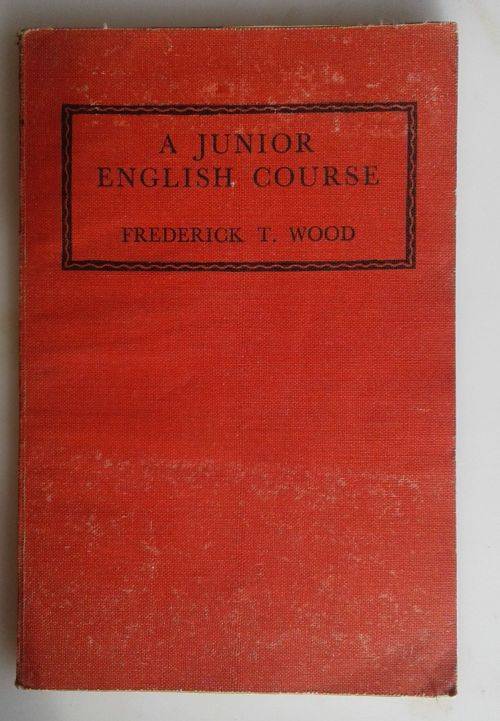 A JUNIOR
ENGLISH COURSE
FREDERICK T. WOOD